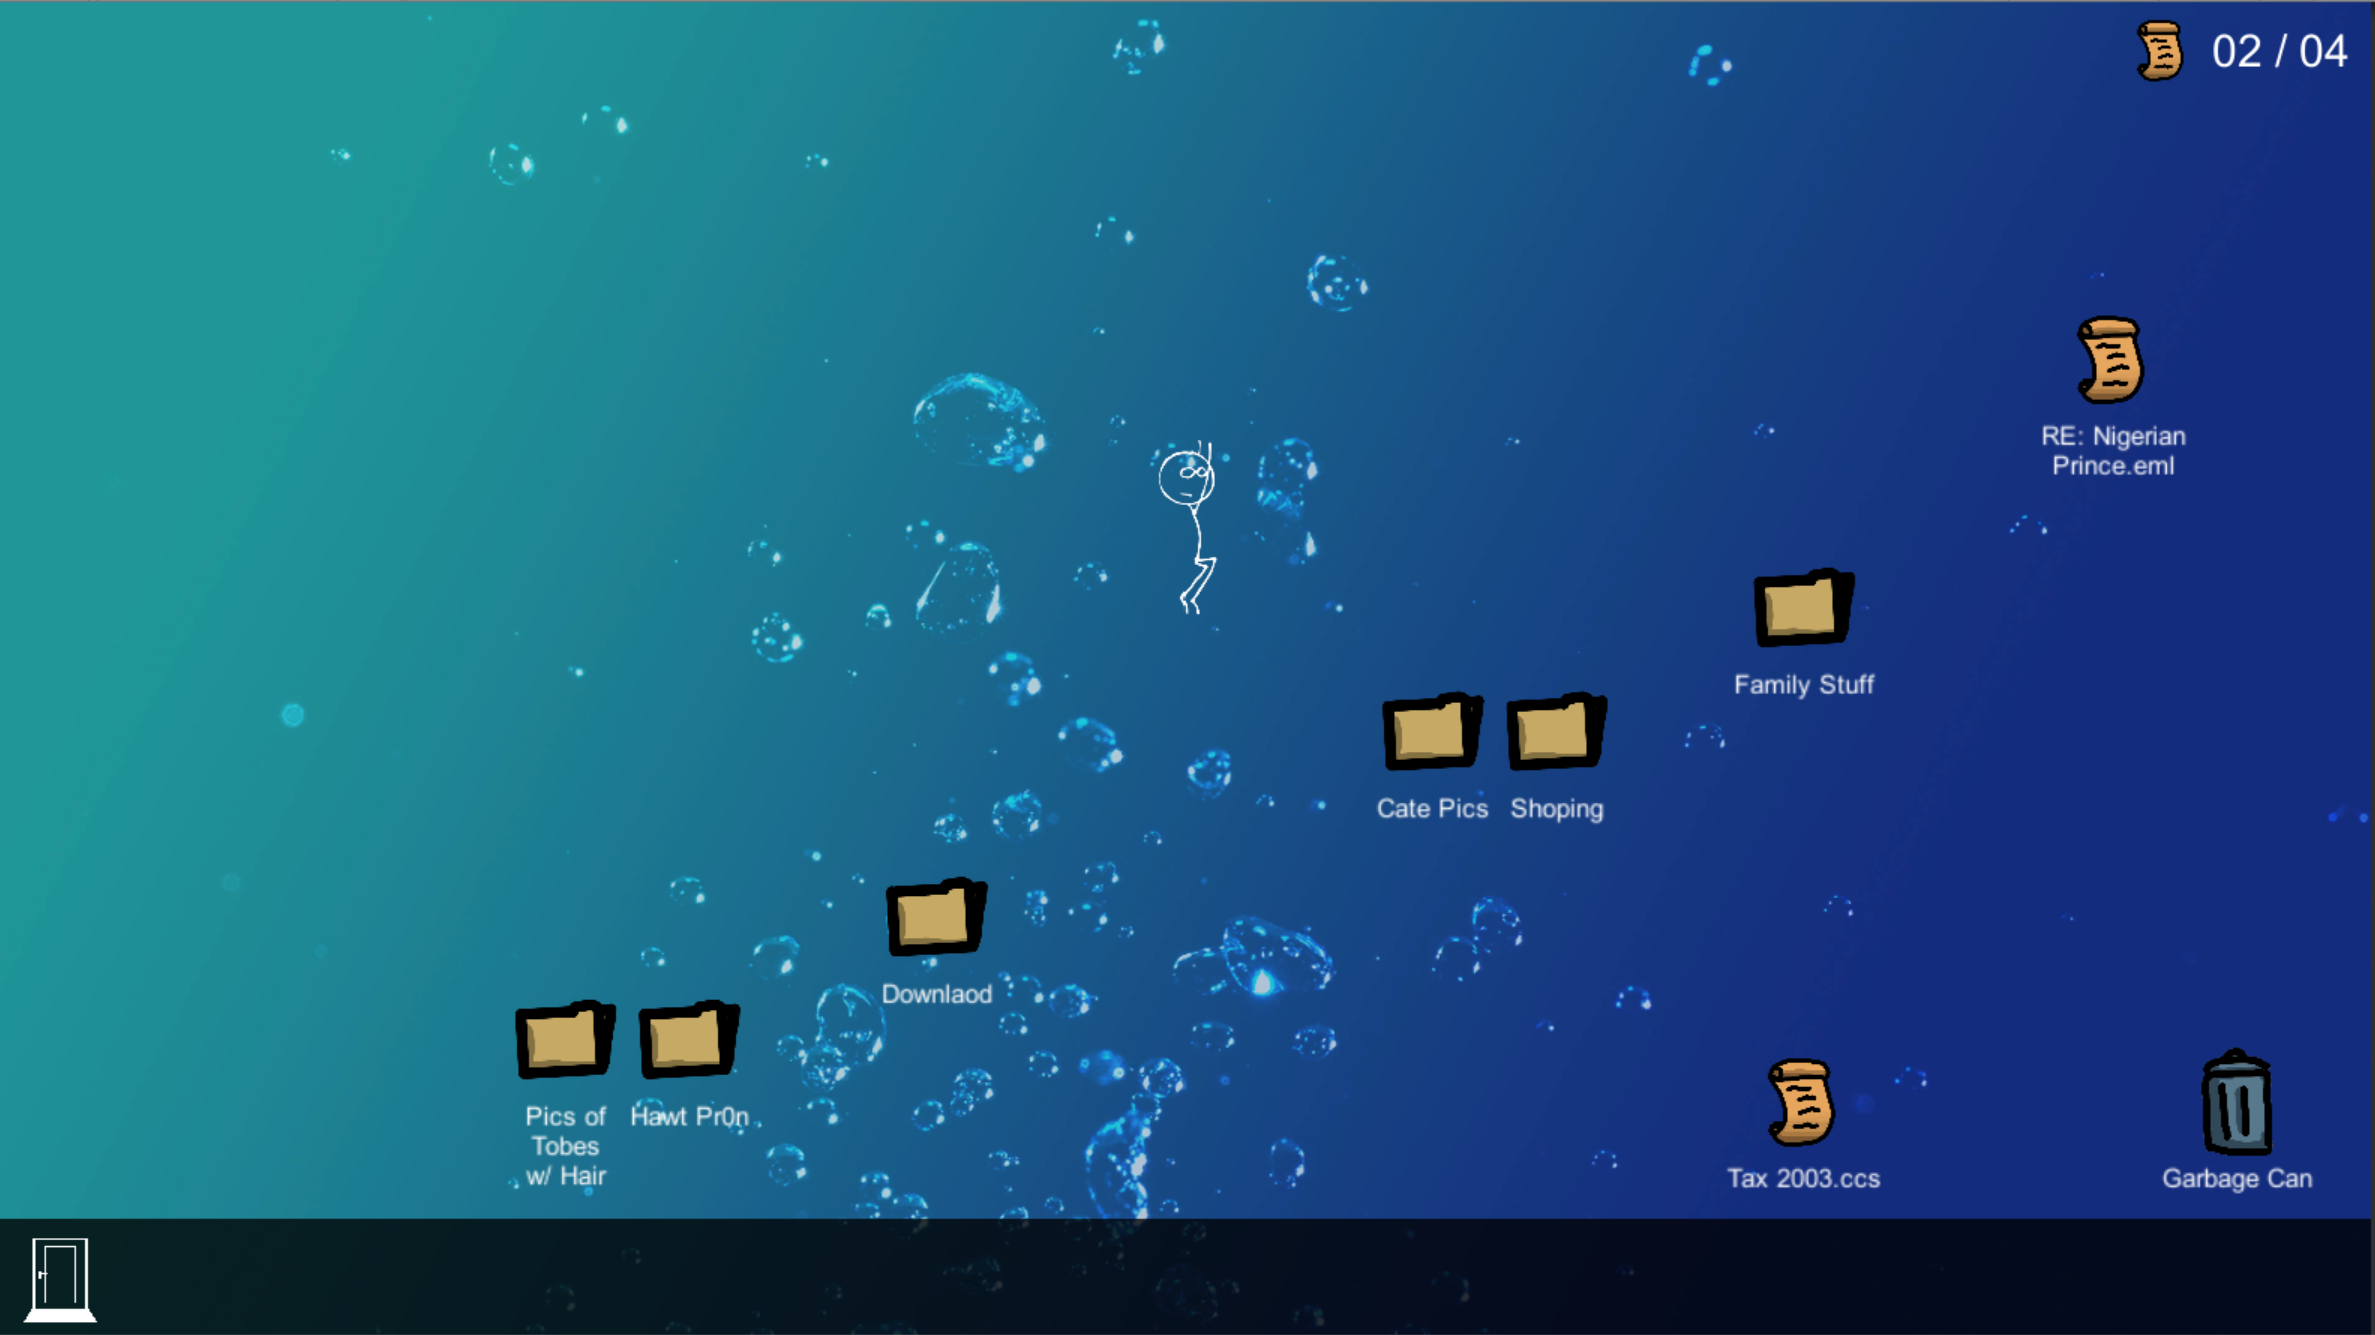 02 / 04
RE: Nigerian
Prince.eml
Family Stuff
Cate Pics
Shoping
Downlaod
Pics of
Tobes
w/ Hair
Hawt Pr0n
Tax 2003.ccs
Garbage Can